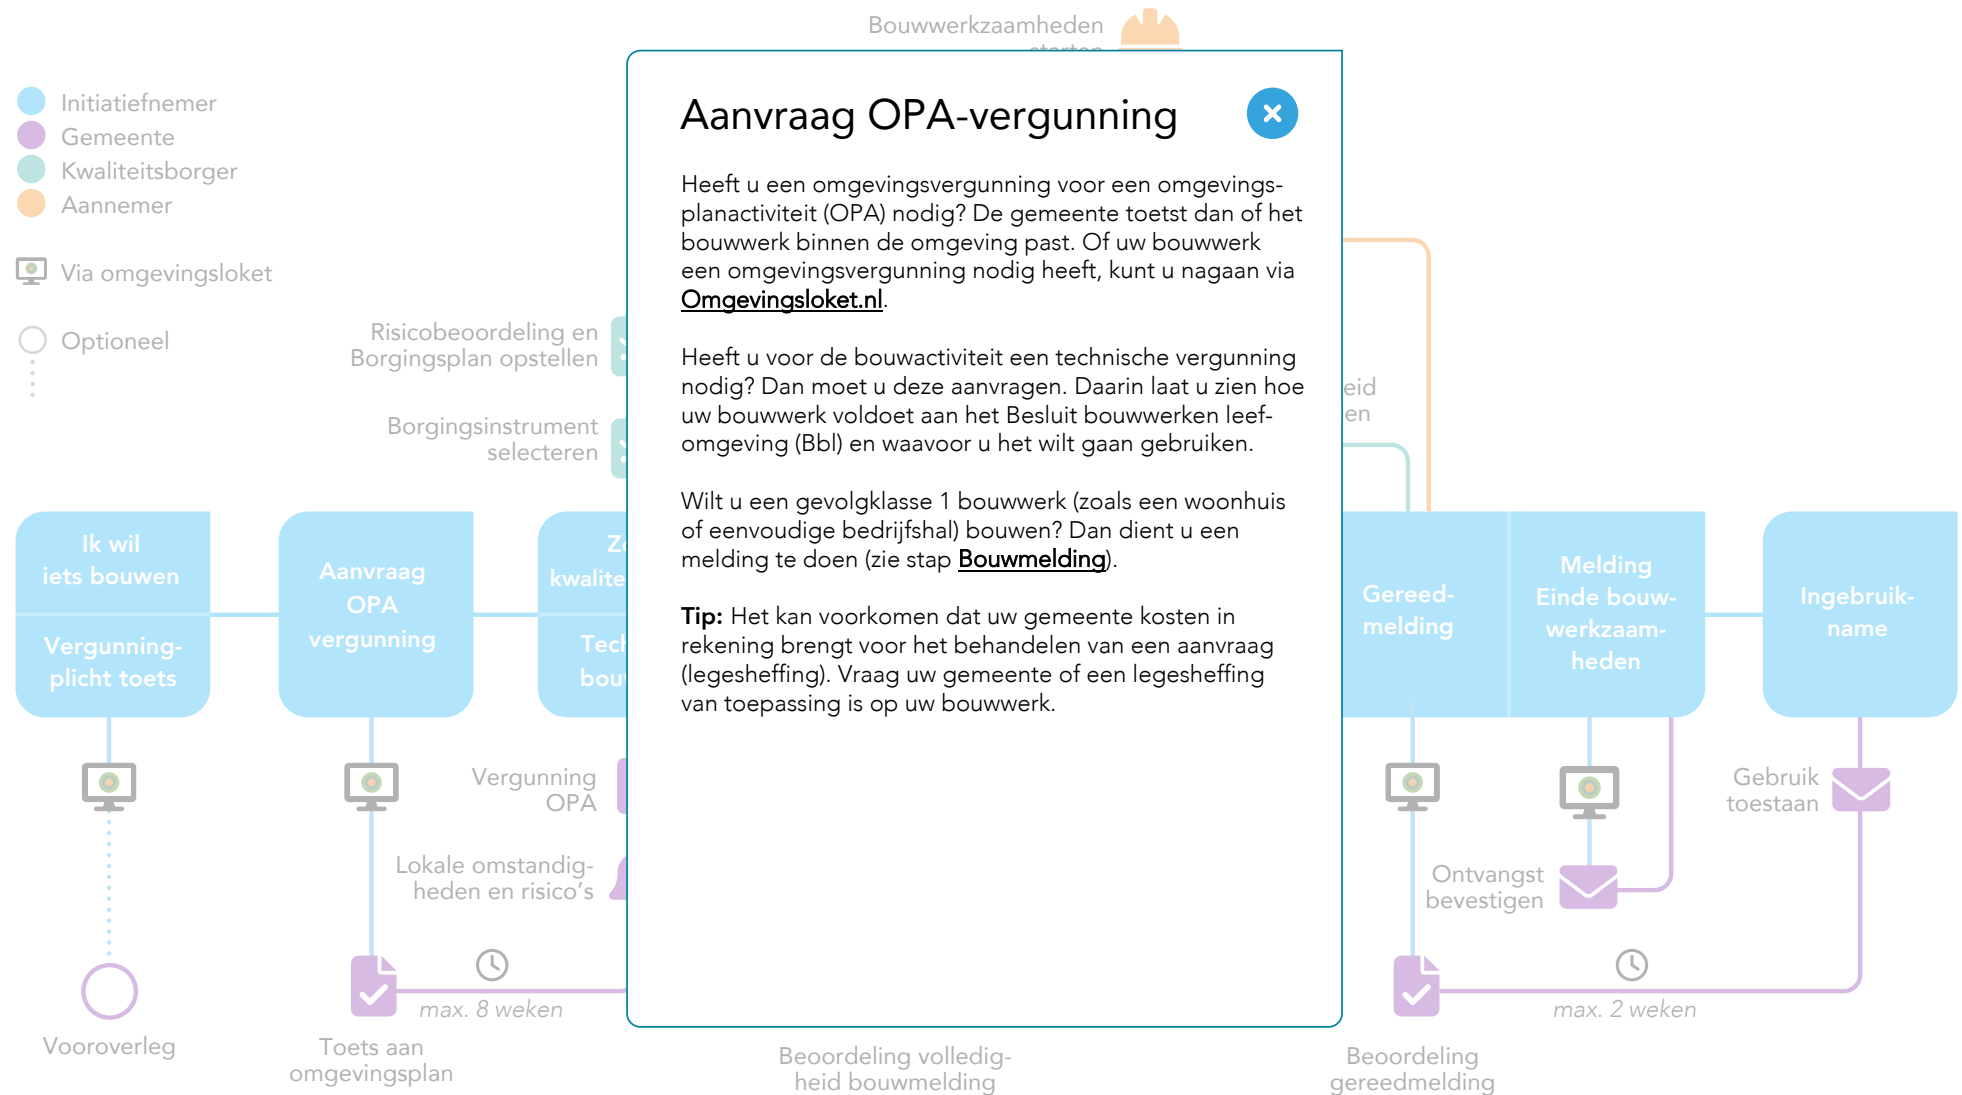 Bouwwerkzaamheden
starten
Initiatiefnemer
Gemeente
Kwaliteitsborger
Aannemer
Via omgevingsloket
Optioneel
Aanvraag OPA-vergunning
Heeft u een omgevingsvergunning voor een omgevings-
planactiviteit (OPA) nodig? De gemeente toetst dan of het
bouwwerk binnen de omgeving past. Of uw bouwwerk
een omgevingsvergunning nodig heeft, kunt u nagaan via
Omgevingsloket.nl.
Heeft u voor de bouwactiviteit een technische vergunning
nodig? Dan moet u deze aanvragen. Daarin laat u zien hoe
uw bouwwerk voldoet aan het Besluit bouwwerken leef-
omgeving (Bbl) en waavoor u het wilt gaan gebruiken.
Wilt u een gevolgklasse 1 bouwwerk (zoals een woonhuis
of eenvoudige bedrijfshal) bouwen? Dan dient u een
melding te doen (zie stap Bouwmelding).
Tip: Het kan voorkomen dat uw gemeente kosten in
rekening brengt voor het behandelen van een aanvraag
(legesheffing). Vraag uw gemeente of een legesheffing
van toepassing is op uw bouwwerk.
Risicobeoordeling en
Borgingsplan opstellen
Borgingsinstrument
selecteren
eid
en
Ik wil
iets bouwen
Vergunning-
plicht toets
Aanvraag
OPA
vergunning
kwalite
Tech
Gereed-
melding
Melding
Einde bouw-
werkzaam-
heden
Ingebruik-
name
Vergunning
OPA
Lokale omstandig-
heden en risico's
Gebruik
toestaan
Ontvangst
bevestigen
max. 8 weken
max. 2 weken
Vooroverleg
Toets aan
omgevingsplan
Beoordeling volledig-
heid bouwmelding
Beoordeling
gereedmelding